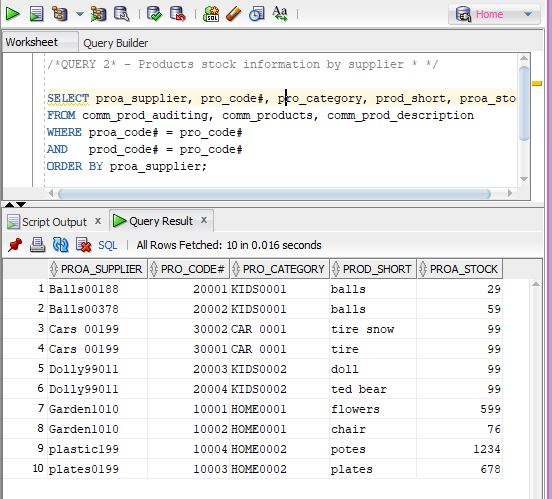 Home
Worksheet Query Builder
/*QUERY 2* - Products stock information by supplier * */
SELECT proa_supplier, pro_code#, pro_category, prod_short, proa_sto
FROM comm_prod_auditing, comm_products, comm_prod_description
WHERE proa_code# = pro_code#
AND prod_code# = pro_code#
ORDER BY proa_supplier;
Script Output x Query Result x
SQL | All Rows Fetched: 10 in 0.016 seconds
PROA_SUPPLIER PRO_CODE# PRO_CATEGORY PROD_SHORT PROA_STOCK
1 Balls00188 20001 KIDS0001 balls 29
2 Balls00378 20002 KIDS0001 balls 59
3 Cars 00199 30002 CAR 0001 tire snow 99
4 Cars 00199 30001 CAR 0001 tire 99
5 Dolly99011 20003 KIDS0002 doll 99
6 Dolly99011 20004 KIDS0002 ted bear 99
7 Garden1010 10001 HOME0001 flowers 599
8 Garden1010 10002 HOME0001 chair 76
9 plastic199 10004 HOME0002 potes 1234
10 plates0199 10003 HOME0002 plates 678